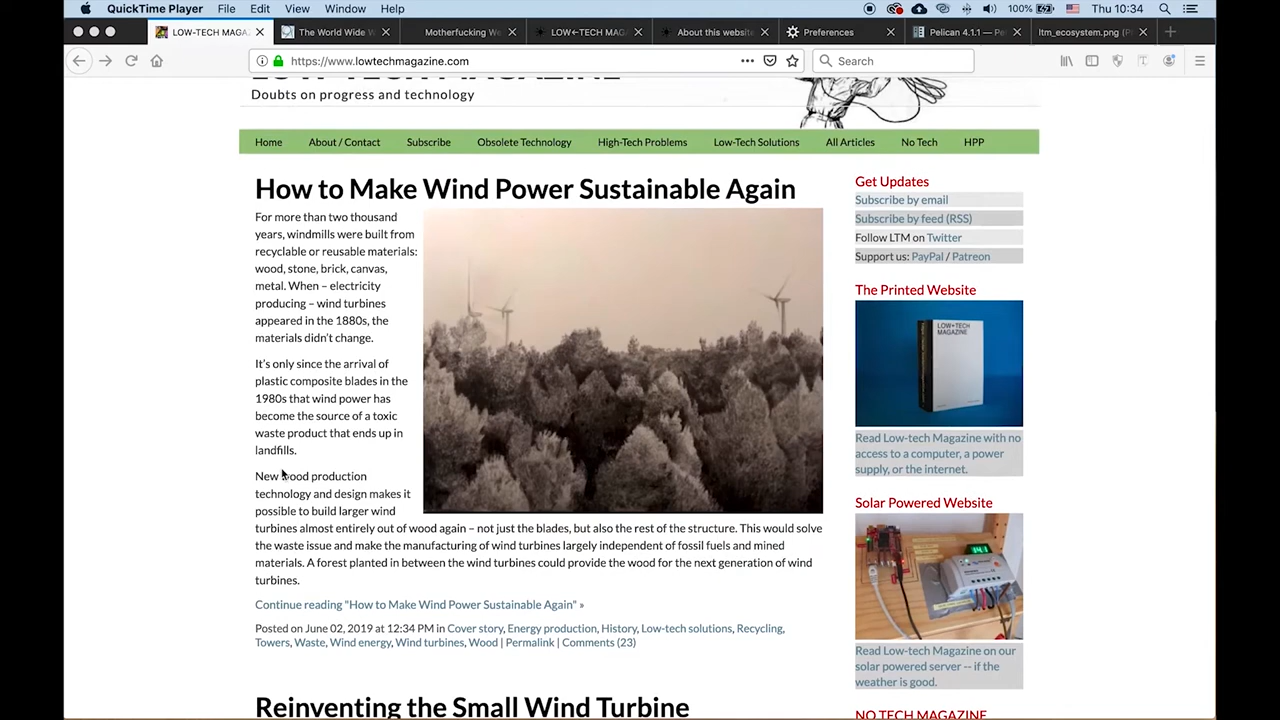 QuickTime Player File Edit View Window Help
100% Thu 10:34
LOW-TECH MAGA
The World Wide W
Motherfucking We
LOW←TECH MAG
About this website
Preferences
Pelican 4.1.1 — Pe
ltm_ecosystem.png (P
https://www.lowtechmagazine.com
Search
LOW-TECH MAGAZINE
Doubts on progress and technology
Home About / Contact Subscribe Obsolete Technology High-Tech Problems Low-Tech Solutions All Articles No Tech HPP
How to Make Wind Power Sustainable Again
For more than two thousand
years, windmills were built from
recyclable or reusable materials:
wood, stone, brick, canvas,
metal. When – electricity
producing – wind turbines
appeared in the 1880s, the
materials didn't change.
It's only since the arrival of
plastic composite blades in the
1980s that wind power has
become the source of a toxic
waste product that ends up in
landfills.
New wood production
technology and design makes it
possible to build larger wind
turbines almost entirely out of wood again – not just the blades, but also the rest of the structure. This would solve
the waste issue and make the manufacturing of wind turbines largely independent of fossil fuels and mined
materials. A forest planted in between the wind turbines could provide the wood for the next generation of wind
turbines.
Continue reading "How to Make Wind Power Sustainable Again" »
Posted on June 02, 2019 at 12:34 PM in Cover story, Energy production, History, Low-tech solutions, Recycling,
Towers, Waste, Wind energy, Wind turbines, Wood | Permalink | Comments (23)
Reinventing the Small Wind Turbine
Get Updates
Subscribe by email
Subscribe by feed (RSS)
Follow LTM on Twitter
Support us: PayPal / Patreon
The Printed Website
LOW←TECH
MAGAZINE
Read Low-tech Magazine with no
access to a computer, a power
supply, or the internet.
Solar Powered Website
Read Low-tech Magazine on our
solar powered server -- if the
weather is good.
NO TECH MAGAZINE